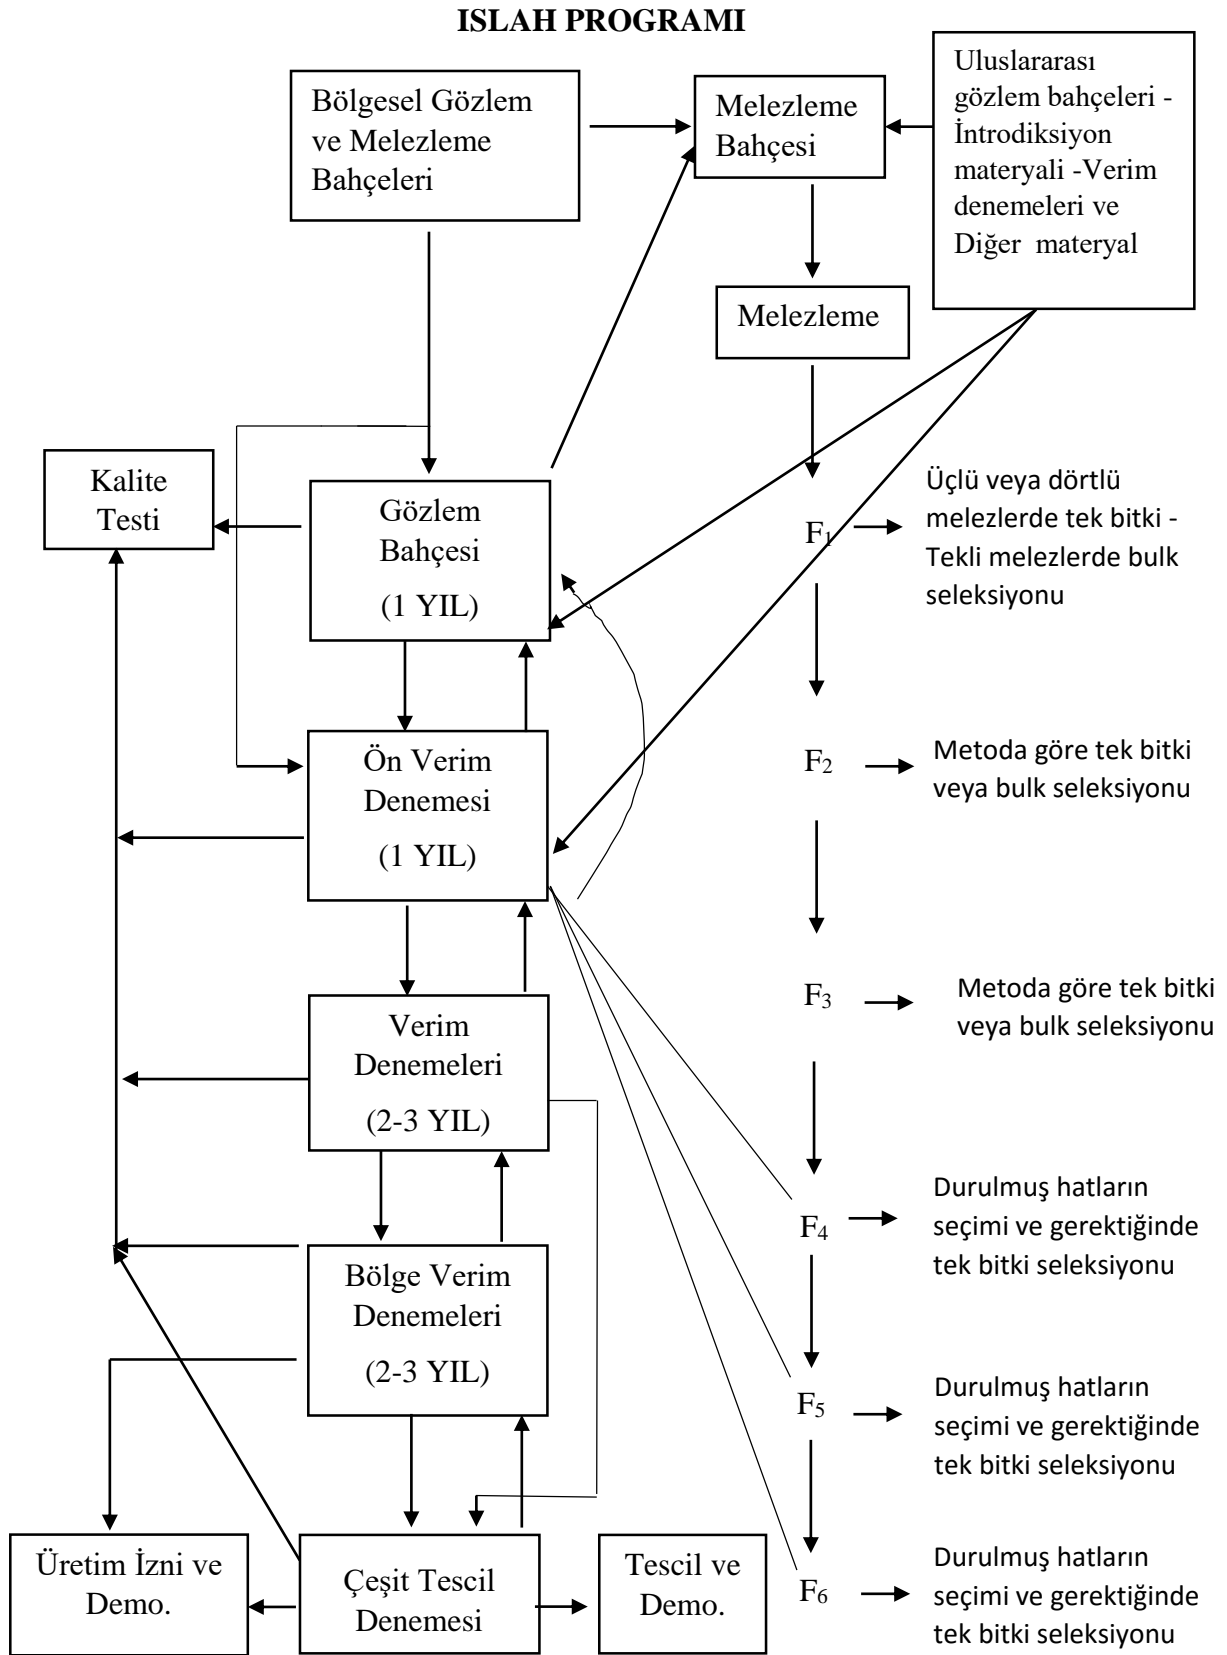 ISLAH PROGRAMI
Bölgesel Gözlem
ve Melezleme
Bahçeleri
Melezleme
Bahçesi
Uluslararası
gözlem bahçeleri -
İntrodiksiyon
materyali -Verim
denemeleri ve
Diğer materyal
Melezleme
Kalite
Testi
Gözlem
Bahçesi
(1 YIL)
F1
Üçlü veya dörtlü
melezlerde tek bitki -
Tekli melezlerde bulk
seleksiyonu
Ön Verim
Denemesi
(1 YIL)
F2
Metoda göre tek bitki
veya bulk seleksiyonu
Verim
Denemeleri
(2-3 YIL)
F3
Metoda göre tek bitki
veya bulk seleksiyonu
F4
Durulmuş hatların
seçimi ve gerektiğinde
tek bitki seleksiyonu
Bölge Verim
Denemeleri
(2-3 YIL)
F5
Durulmuş hatların
seçimi ve gerektiğinde
tek bitki seleksiyonu
Üretim İzni ve
Demo.
Çeşit Tescil
Denemesi
Tescil ve
Demo.
F6
Durulmuş hatların
seçimi ve gerektiğinde
tek bitki seleksiyonu